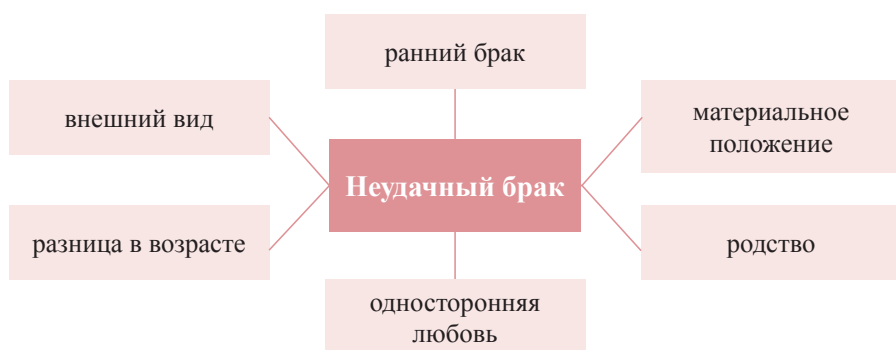 ранний брак
внешний вид
материальное
положение
Неудачный брак
разница в возрасте
родство
односторонняя
любовь